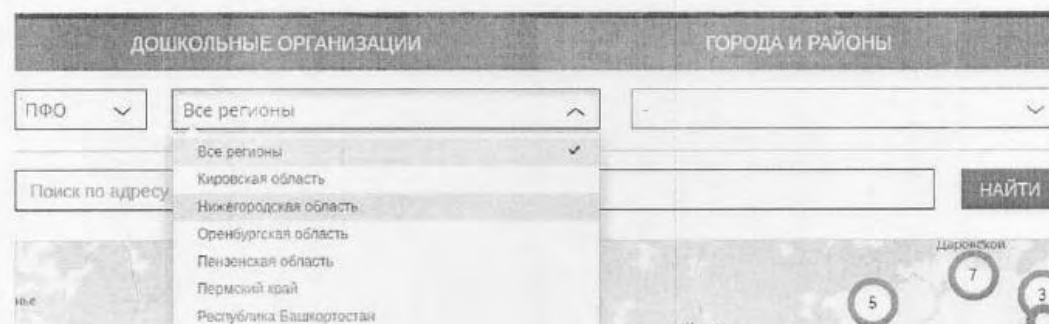 ДОШКОЛЬНЫЕ ОРГАНИЗАЦИИ ГОРОДА И РАЙОНЫ
ПФО Все регионы -
Все регионы
Кировская область
Поиск по адресу НАЙТИ
Нижегородская область
Оренбургская область
Пензенская область
Даровской
Пермский край
7
5
3
нье
Республика Башкортостан